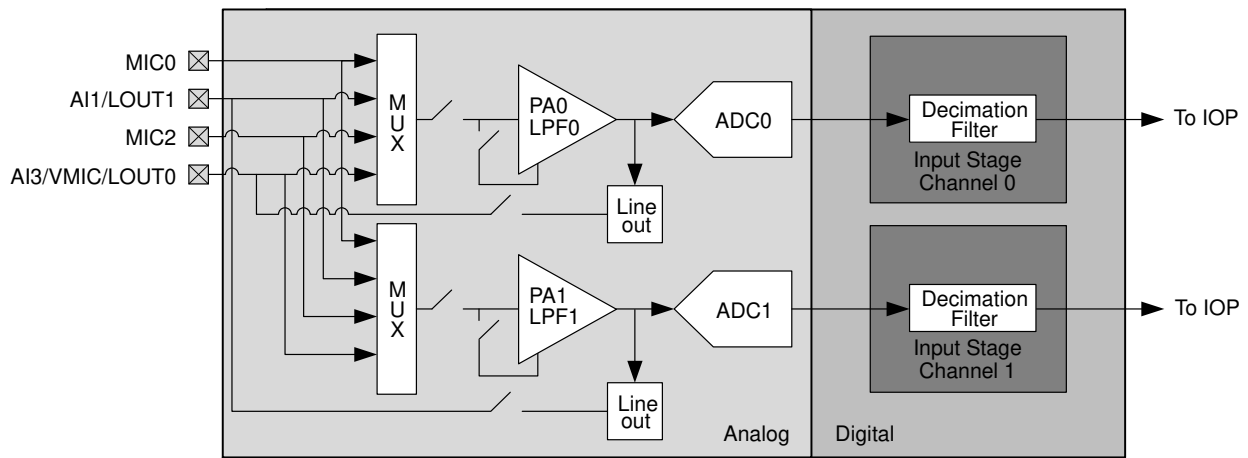 MIC0
AI1/LOUT1
MIC2
AI3/VMIC/LOUT0
M
U
X
PA0
LPF0
ADC0
Line
out
Decimation
Filter
Input Stage
Channel 0
To IOP
M
U
X
PA1
LPF1
ADC1
Line
out
Decimation
Filter
Input Stage
Channel 1
To IOP
Analog
Digital